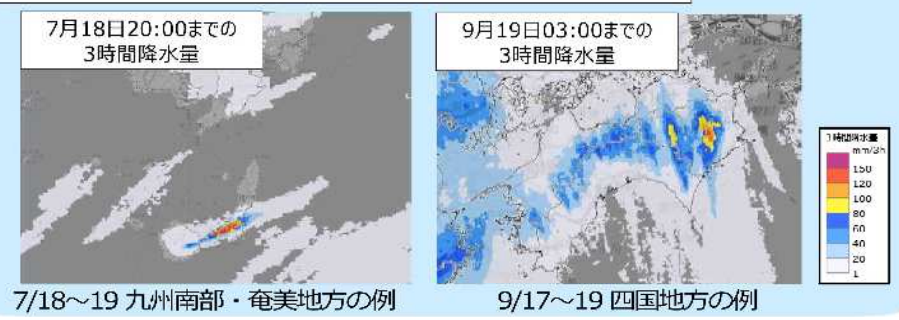 7月18日20:00までの
3時間降水量
9月19日03:00までの
3時間降水量
3時間降水量
mm/3h
150
120
100
80
60
40
20
1
7/18～19 九州南部・奄美地方の例
9/17～19 四国地方の例